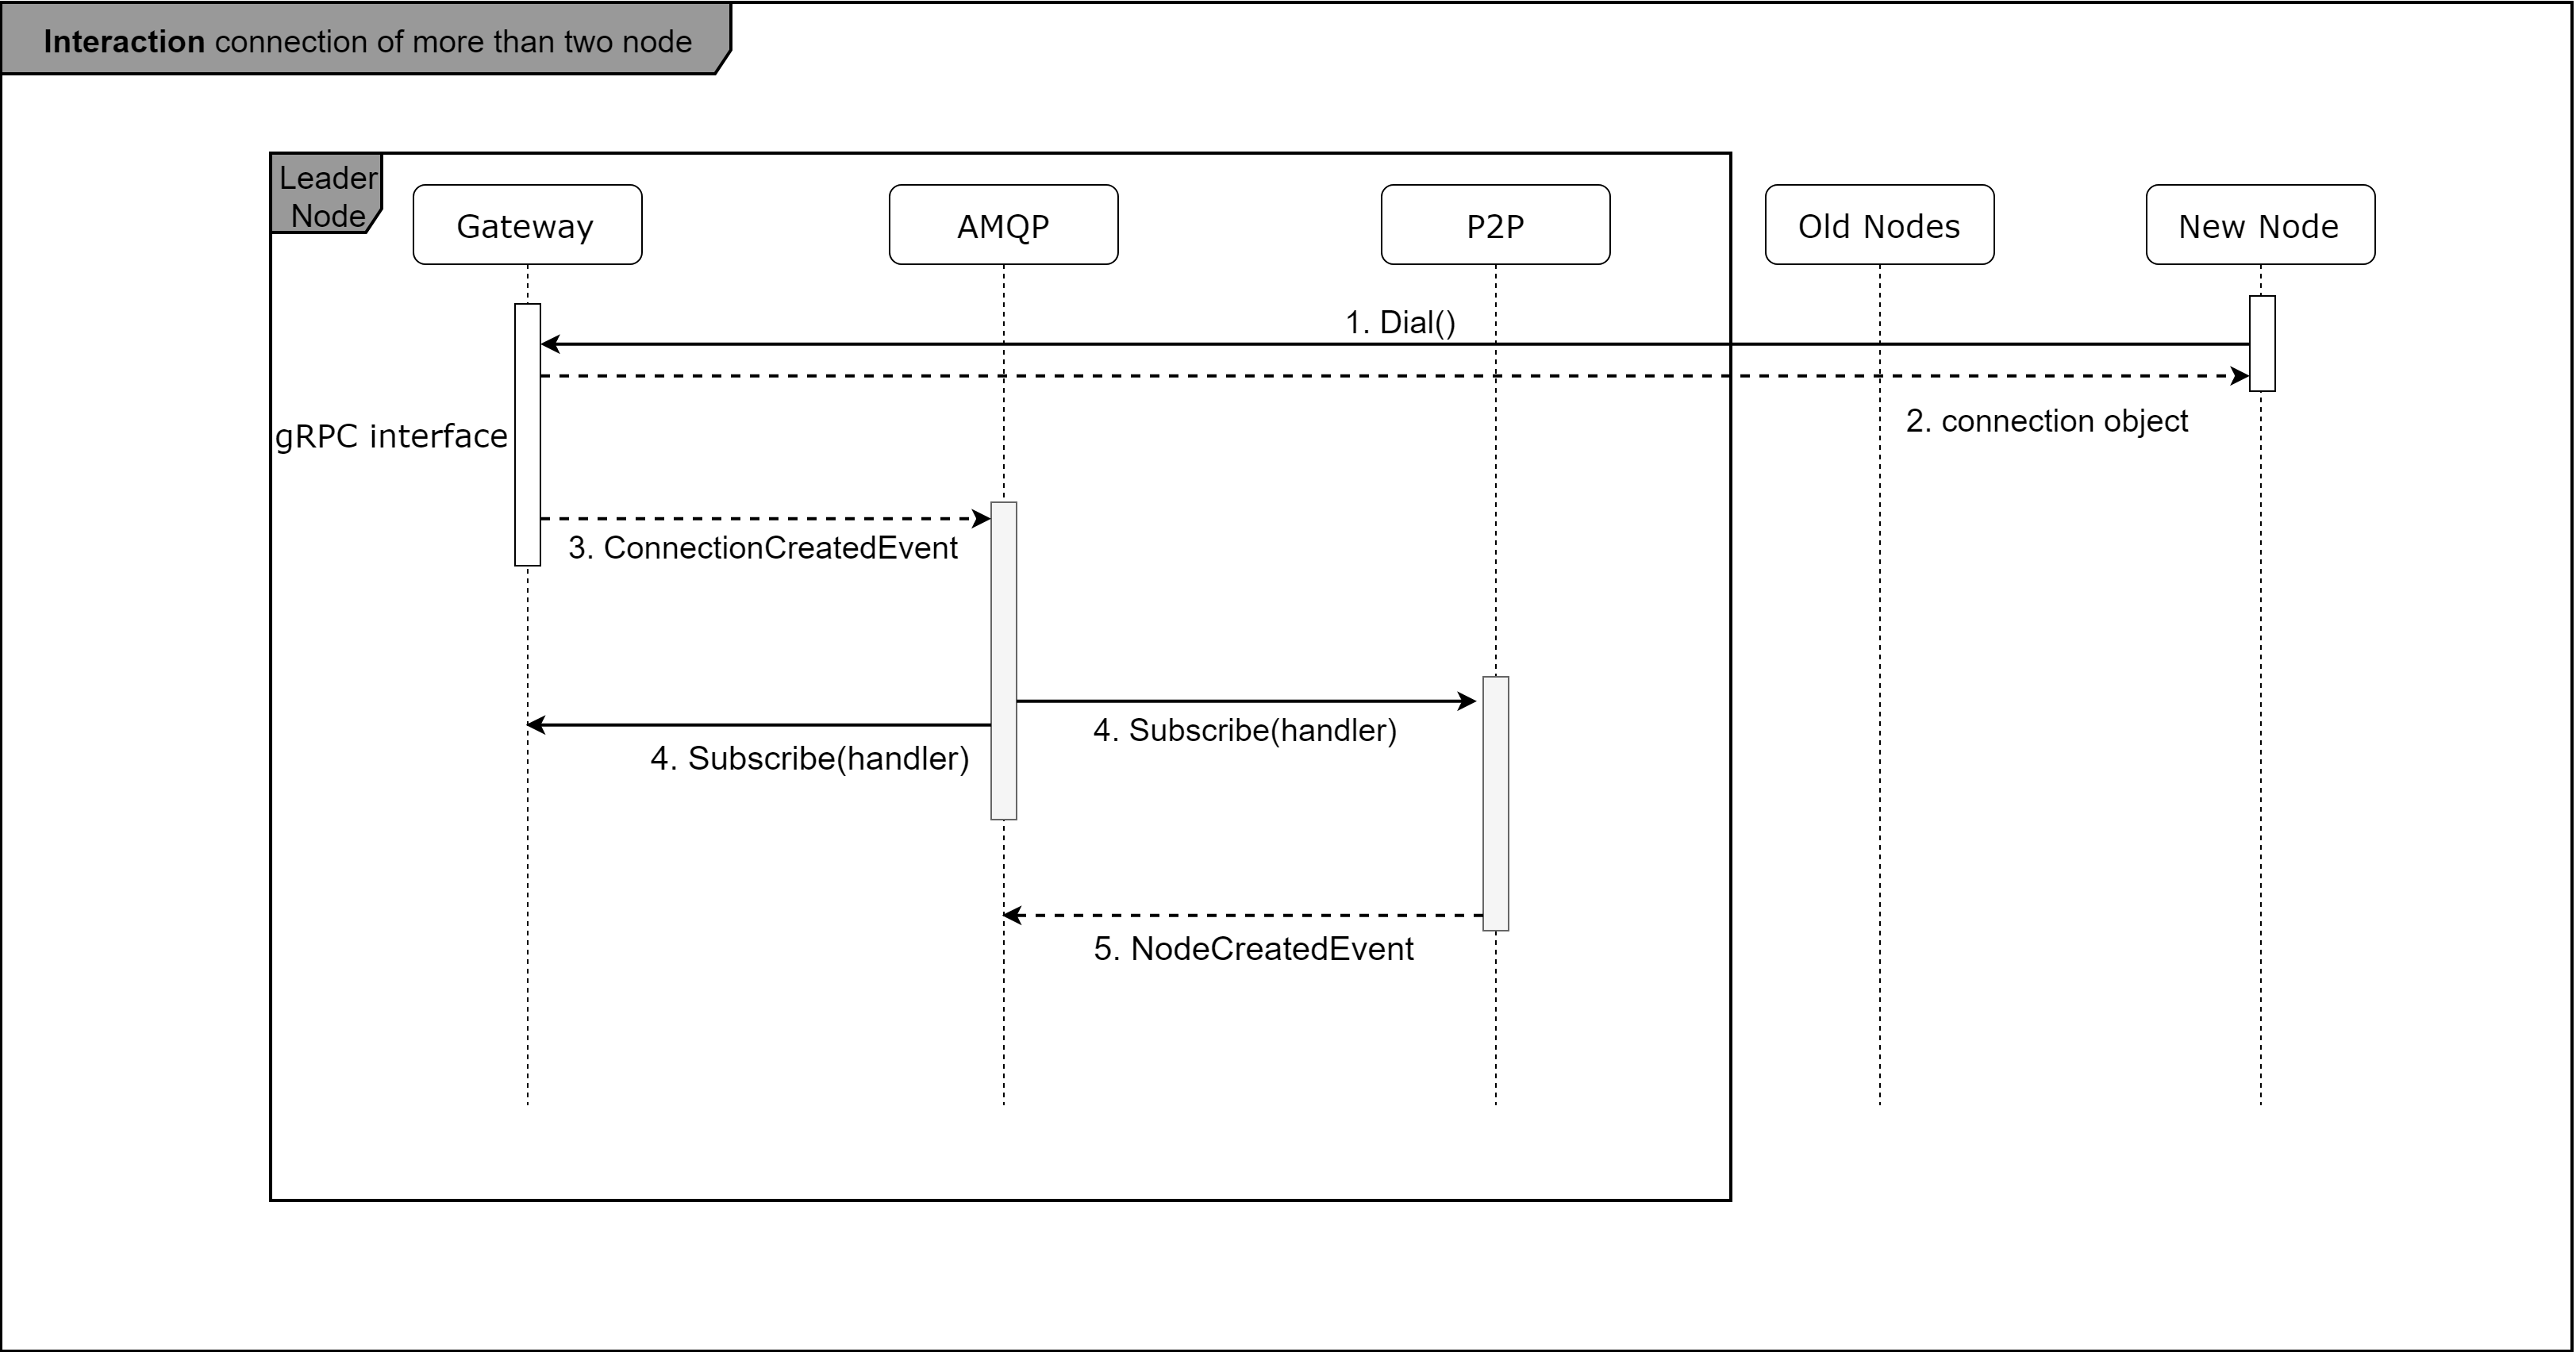 Interaction connection of more than two node
Leader
Node
Gateway
AMQP
P2P
Old Nodes
New Node
1. Dial()
2. connection object
gRPC interface
3. ConnectionCreatedEvent
4. Subscribe(handler)
4. Subscribe(handler)
5. NodeCreatedEvent